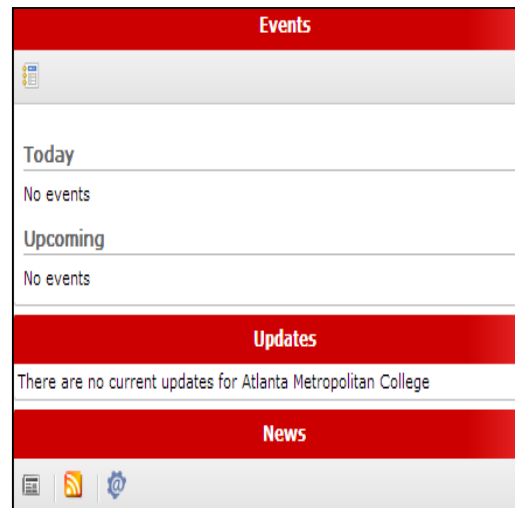 Events
Today
No events
Upcoming
No events
Updates
There are no current updates for Atlanta Metropolitan College
News